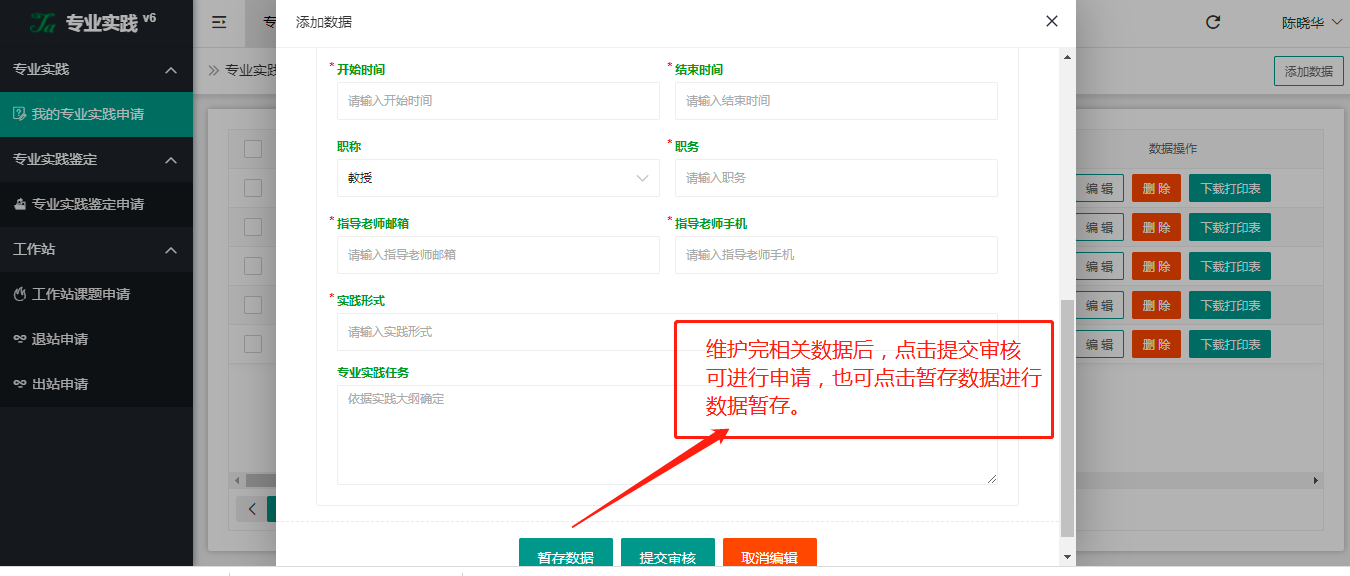 专业实践 v6
添加数据
陈晓华
专业实践
专业实践
添加数据
我的专业实践申请
专业实践鉴定
专业实践鉴定申请
工作站
工作站课题申请
退站申请
出站申请
*开始时间
*结束时间
请输入开始时间
请输入结束时间
职称
*职务
教授
请输入职务
*指导老师邮箱
*指导老师手机
请输入指导老师邮箱
请输入指导老师手机
*实践形式
请输入实践形式
专业实践任务
依据实践大纲确定
维护完相关数据后，点击提交审核
可进行申请，也可点击暂存数据进行
数据暂存。
暂存数据
提交审核
取消编辑
数据操作
编辑 删除 下载打印表
编辑 删除 下载打印表
编辑 删除 下载打印表
编辑 删除 下载打印表
编辑 删除 下载打印表